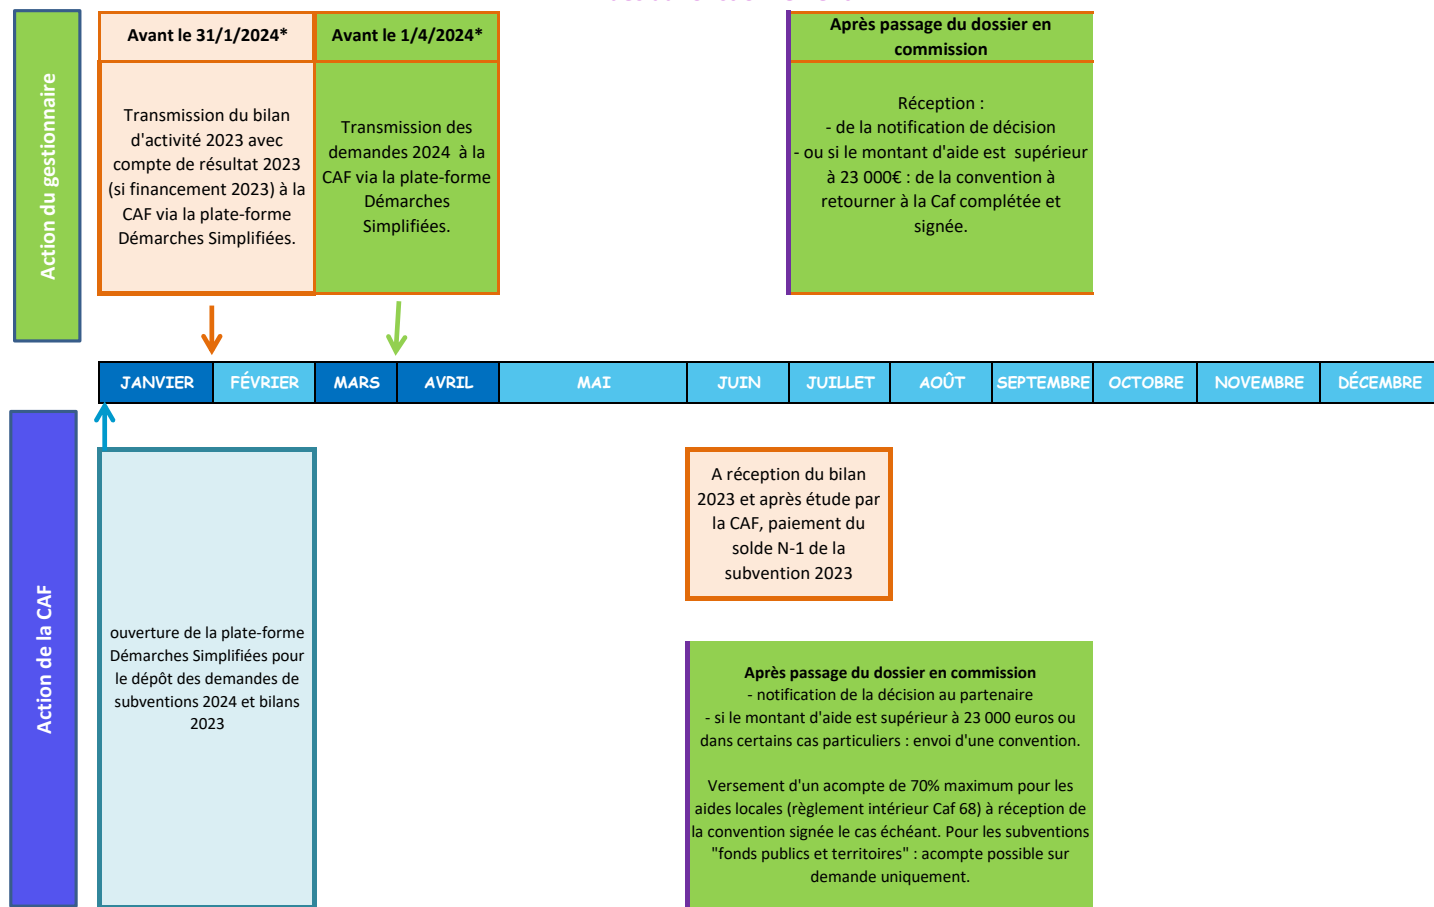 Avant le 31/1/2024*
Avant le 1/4/2024*
Après passage du dossier en
commission
Action du gestionnaire
Transmission du bilan
d'activité 2023 avec
compte de résultat 2023
(si financement 2023) à la
CAF via la plate-forme
Démarches Simplifiées.
Transmission des
demandes 2024 à la
CAF via la plate-forme
Démarches
Simplifiées.
Réception :
- de la notification de décision
- ou si le montant d'aide est supérieur
à 23 000€ : de la convention à
retourner à la Caf complétée et
signée.
JANVIER
FÉVRIER
MARS
AVRIL
MAI
JUIN
JUILLET
AOÛT
SEPTEMBRE
OCTOBRE
NOVEMBRE
DÉCEMBRE
Action de la CAF
ouverture de la plate-forme
Démarches Simplifiées pour
le dépôt des demandes de
subventions 2024 et bilans
2023
A réception du bilan
2023 et après étude par
la CAF, paiement du
solde N-1 de la
subvention 2023
Après passage du dossier en commission
- notification de la décision au partenaire
- si le montant d'aide est supérieur à 23 000 euros ou
dans certains cas particuliers : envoi d'une convention.
Versement d'un acompte de 70% maximum pour les
aides locales (règlement intérieur Caf 68) à réception de
la convention signée le cas échéant. Pour les subventions
"fonds publics et territoires" : acompte possible sur
demande uniquement.